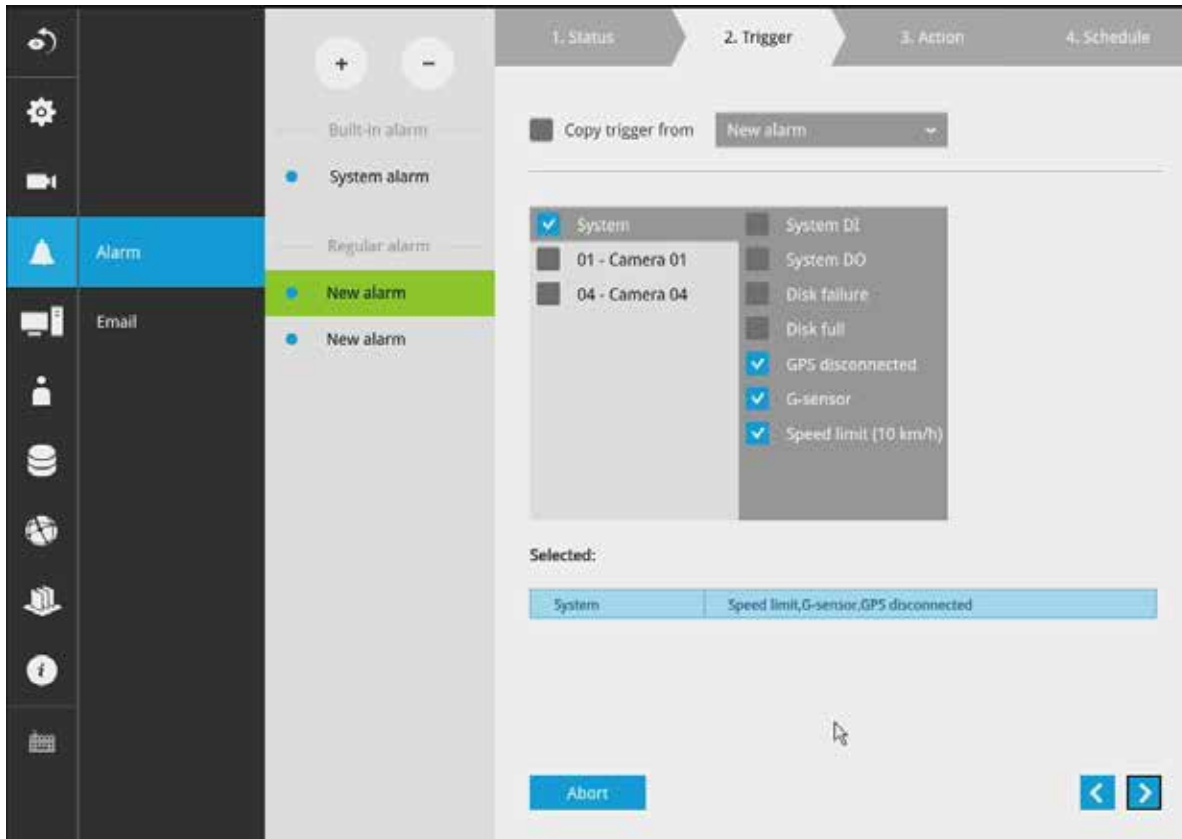 1. Status
2. Trigger
3. Action
4. Schedule
+
-
Built-in alarm
System alarm
Regular alarm
New alarm
New alarm
Alarm
Email
Copy trigger from
New alarm
System
01 - Camera 01
04 - Camera 04
System DI
System DO
Disk failure
Disk full
GPS disconnected
G-sensor
Speed limit (10 km/h)
Selected:
System
Speed limit,G-sensor,GPS disconnected
Abort